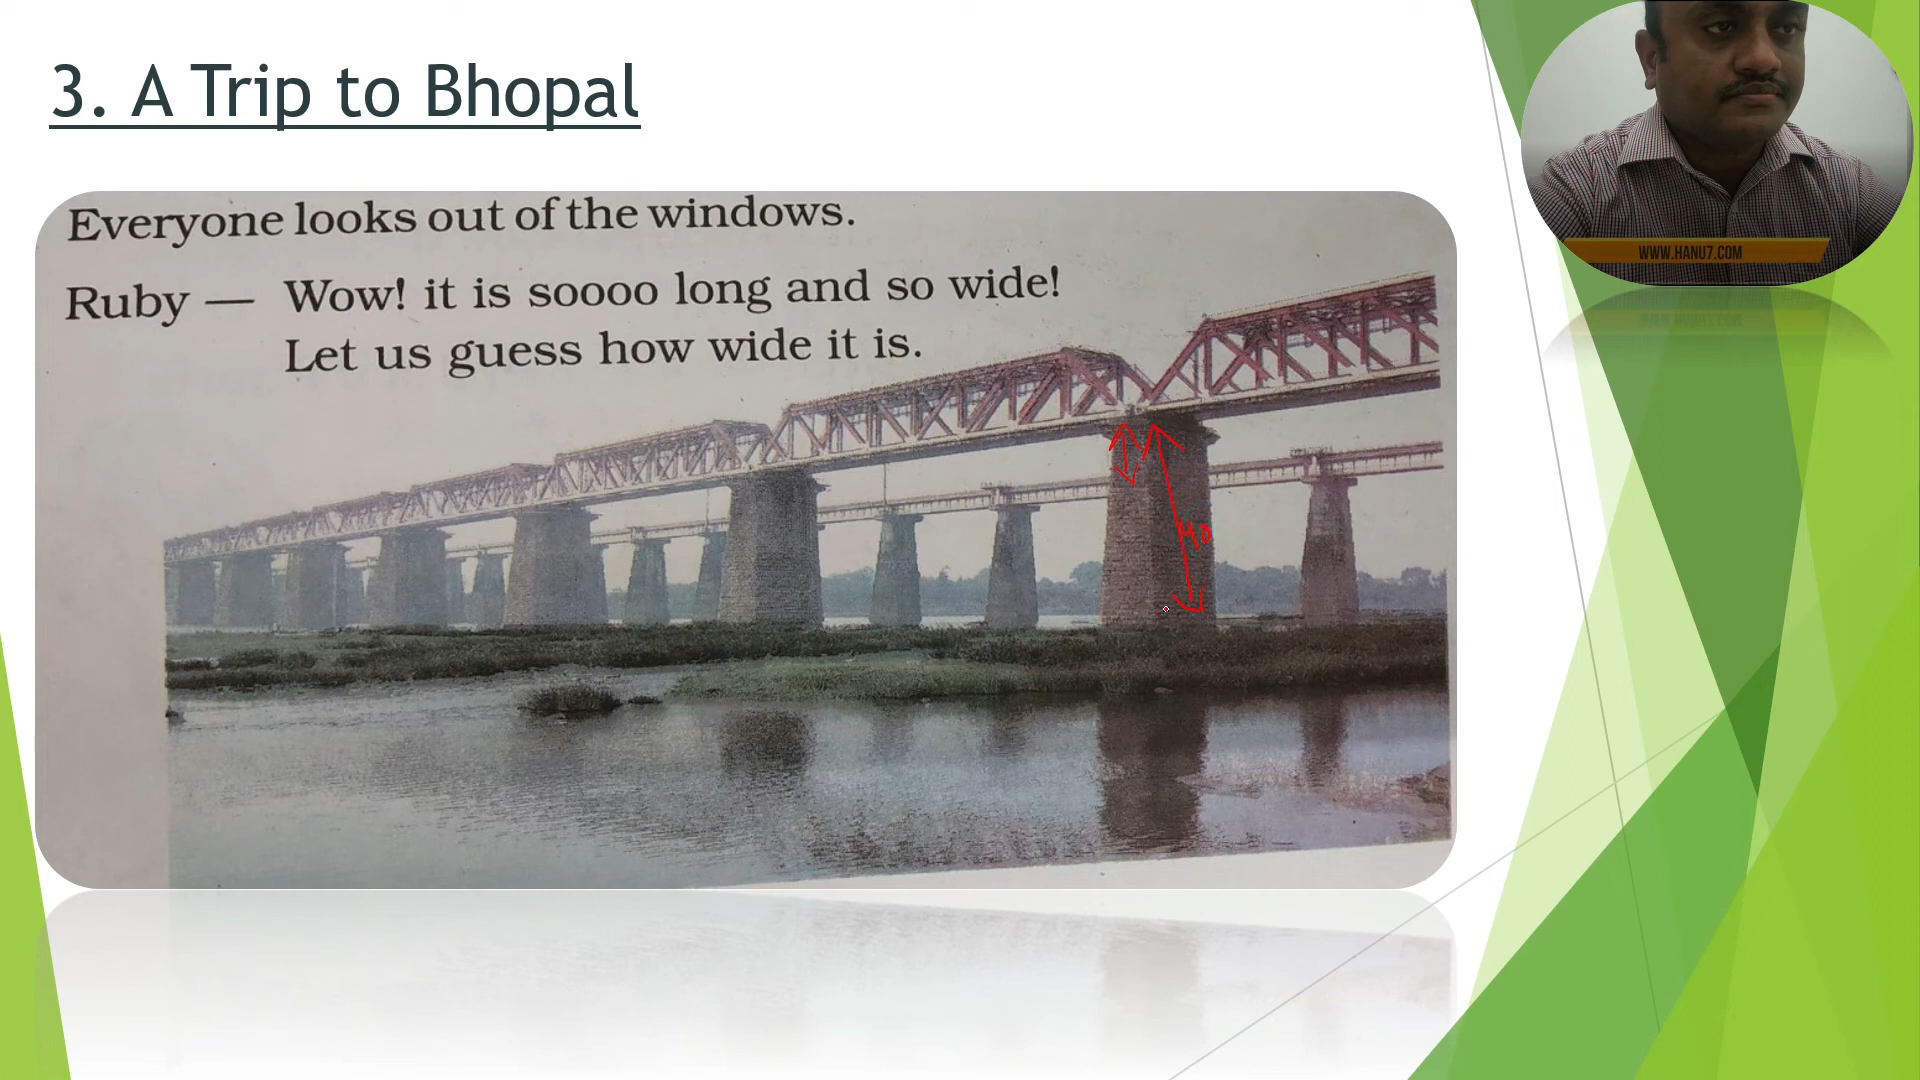 3. A Trip to Bhopal
Everyone looks out of the windows.
Ruby — Wow! it is soooo long and so wide!
Let us guess how wide it is.
40
WWW.HANU7.COM